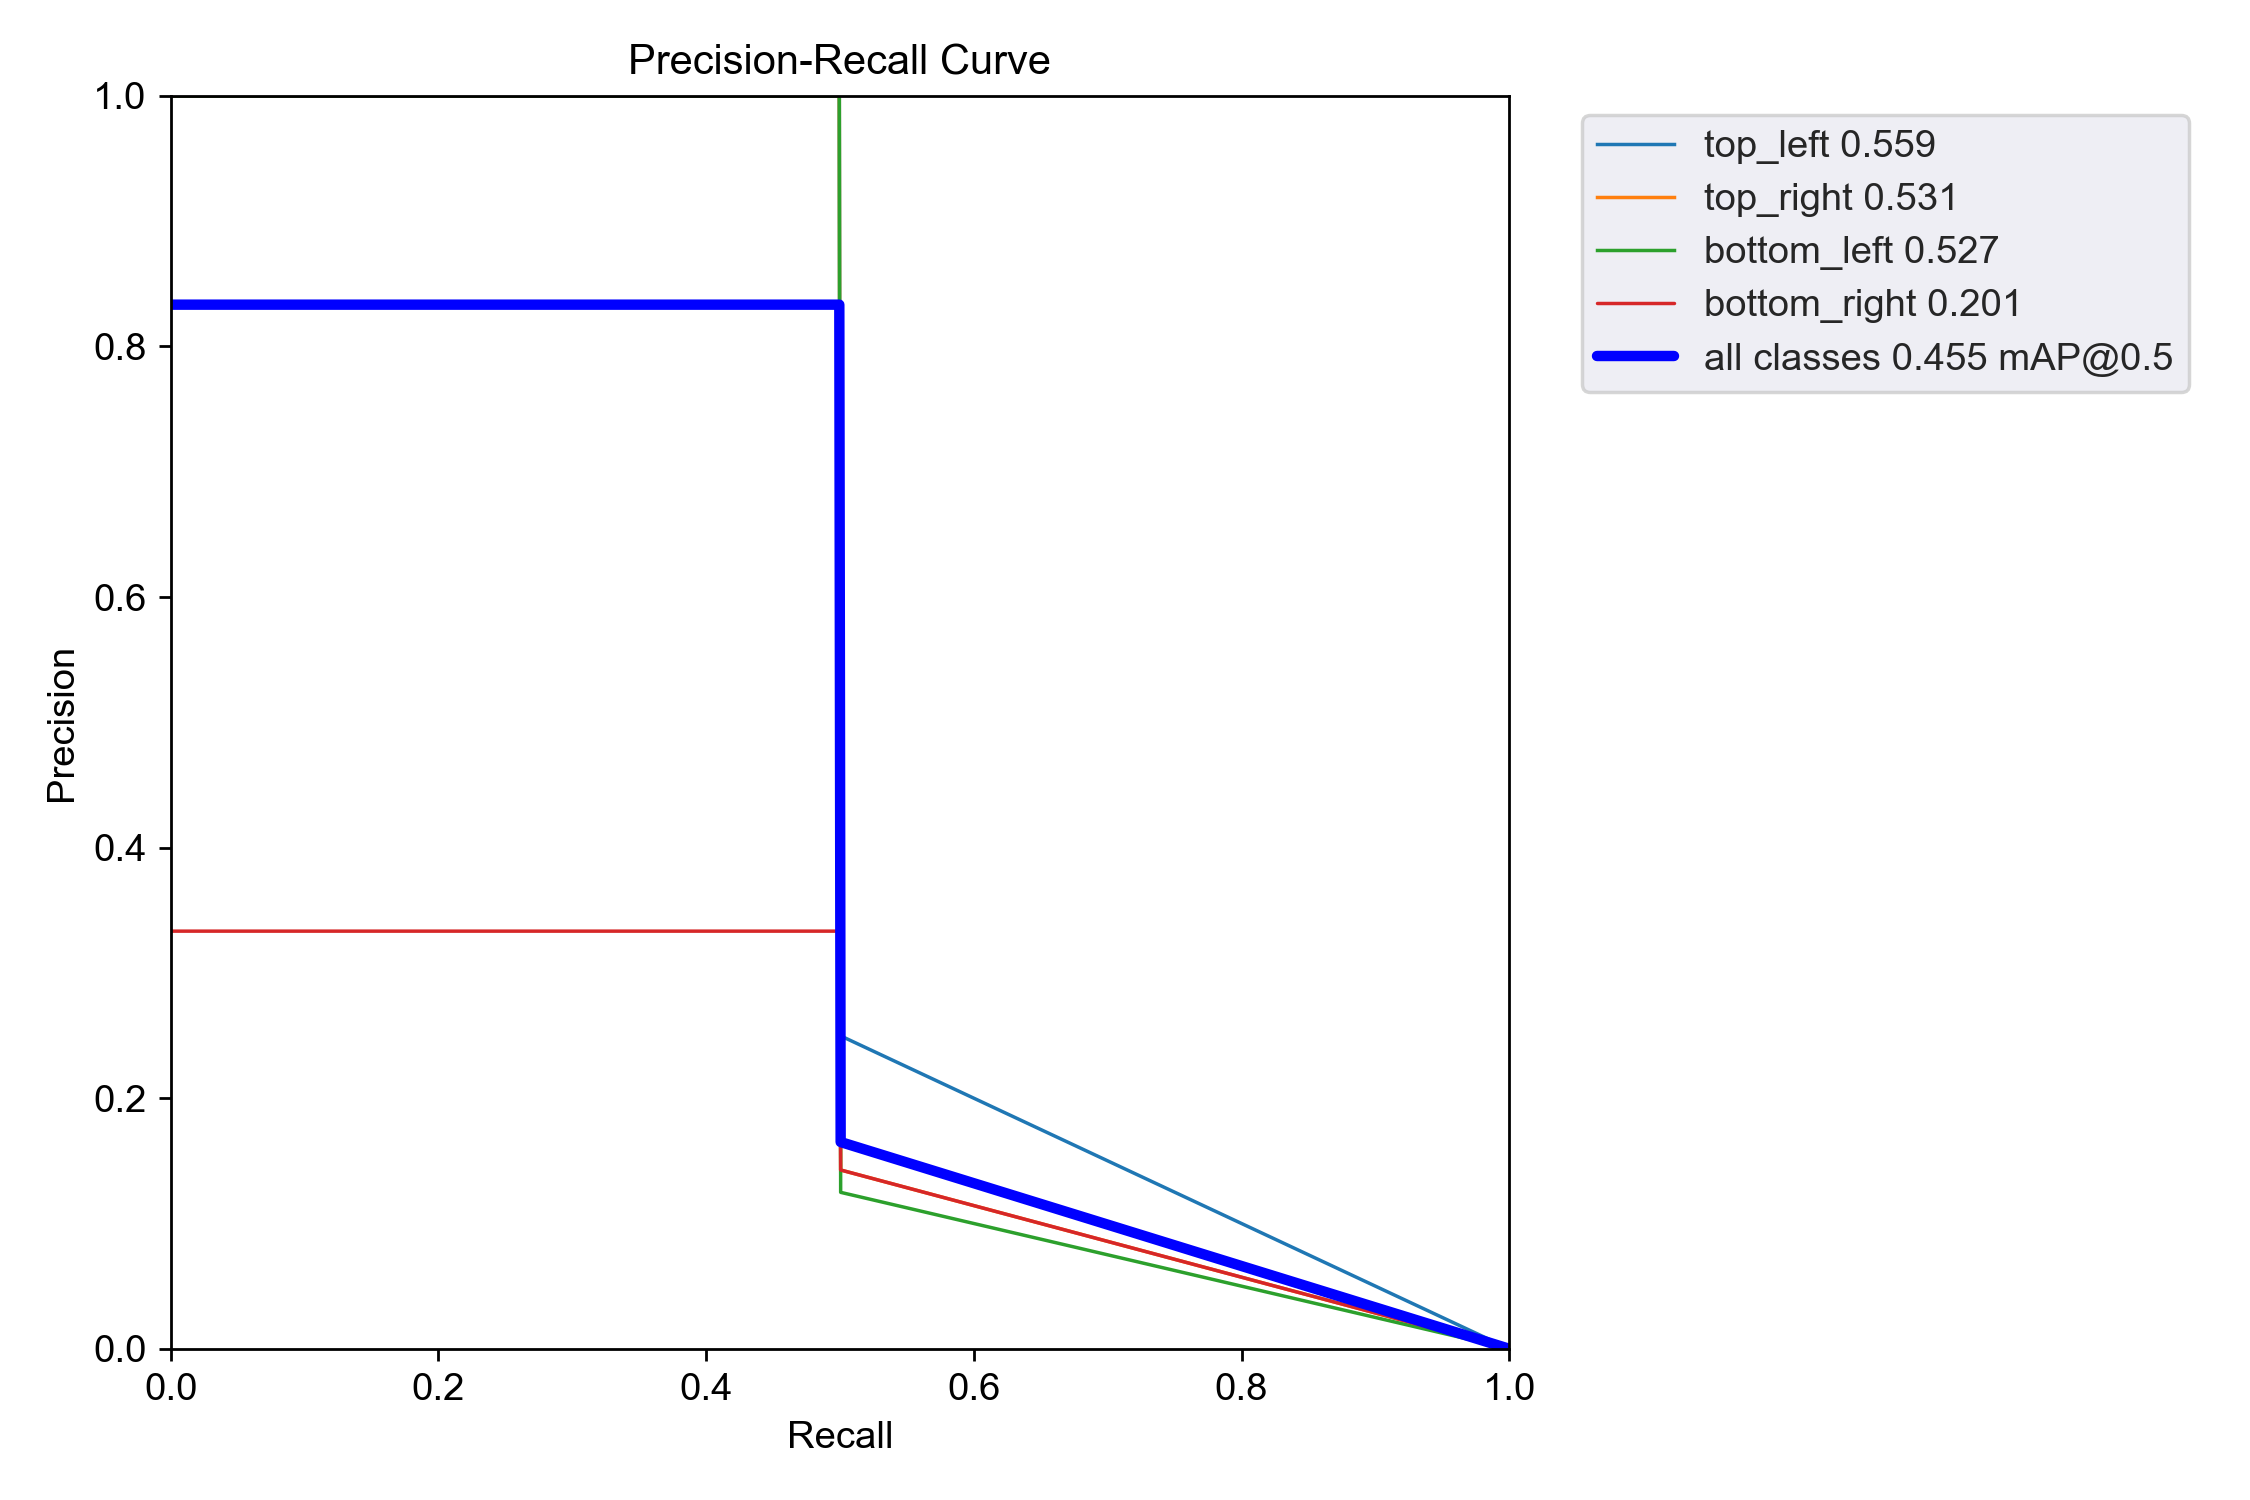 Precision-Recall Curve
1.0
0.8
0.6
0.4
0.2
0.0
Precision
0.0 0.2 0.4 0.6 0.8 1.0
Recall
top_left 0.559
top_right 0.531
bottom_left 0.527
bottom_right 0.201
all classes 0.455 mAP@0.5